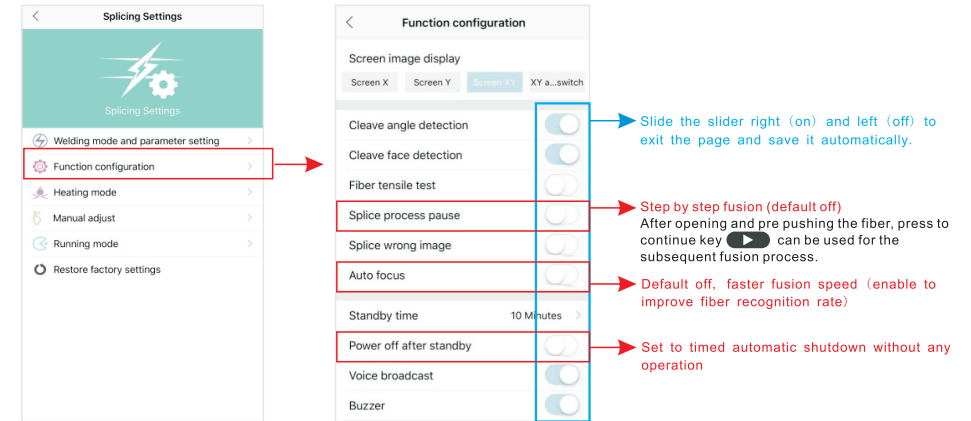 Splicing Settings
Splicing Settings
Welding mode and parameter setting
Function configuration
Heating mode
Manual adjust
Running mode
Restore factory settings
Function configuration
Screen image display
Screen X
Screen Y
Screen XY
XY a...switch
Cleave angle detection
Cleave face detection
Fiber tensile test
Splice process pause
Splice wrong image
Auto focus
Standby time
10 Minutes
Power off after standby
Voice broadcast
Buzzer
Slide the slider right（on）and left（off）to
exit the page and save it automatically.
Step by step fusion (default off)
After opening and pre pushing the fiber, press to
continue key can be used for the
subsequent fusion process.
Default off, faster fusion speed（enable to
improve fiber recognition rate）
Set to timed automatic shutdown without any
operation